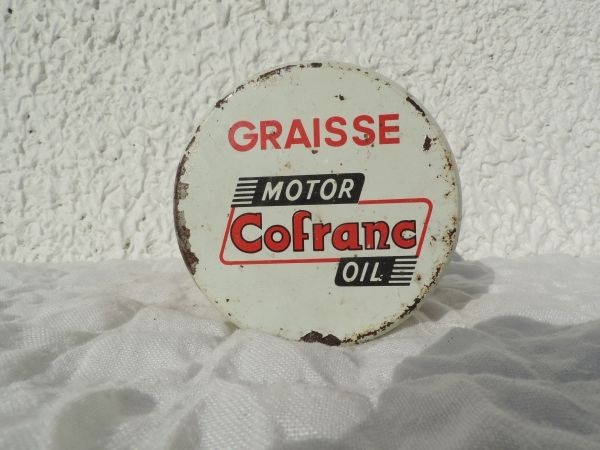 GRAISSE
MOTOR
Cofranc
OIL